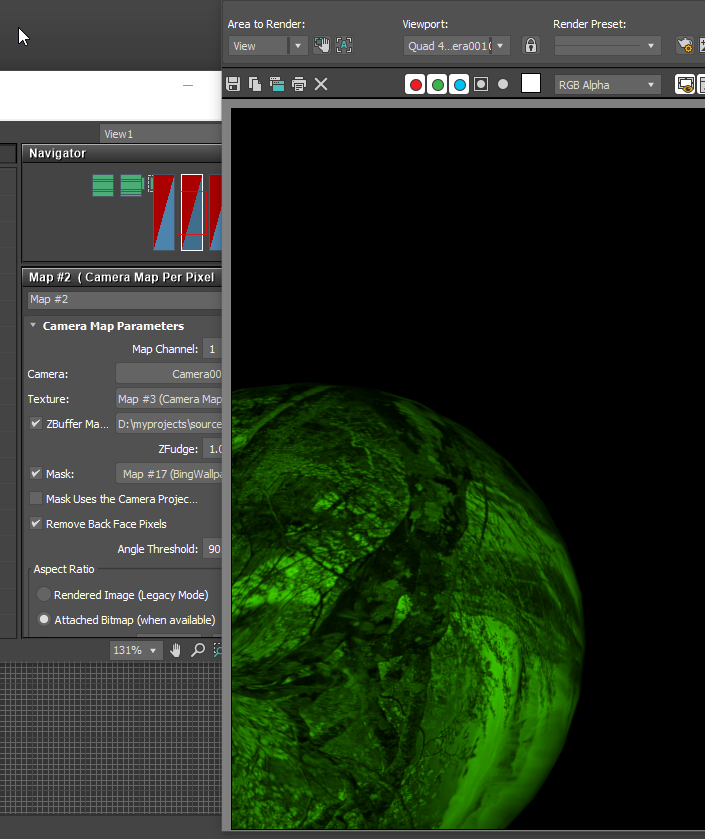 Area to Render:
Viewport:
Render Preset:
View
Quad 4...era001(
RGB Alpha
View1
Navigator
Map #2 ( Camera Map Per Pixel
Map #2
Camera Map Parameters
Map Channel: 1
Camera: Camera00
Texture: Map #3 (Camera Map
ZBuffer Ma... D:\myprojects\source
ZFudge: 1.0
Mask: Map #17 (BingWallpa
Mask Uses the Camera Projec...
Remove Back Face Pixels
Angle Threshold: 90
Aspect Ratio
Rendered Image (Legacy Mode)
Attached Bitmap (when available)
131%